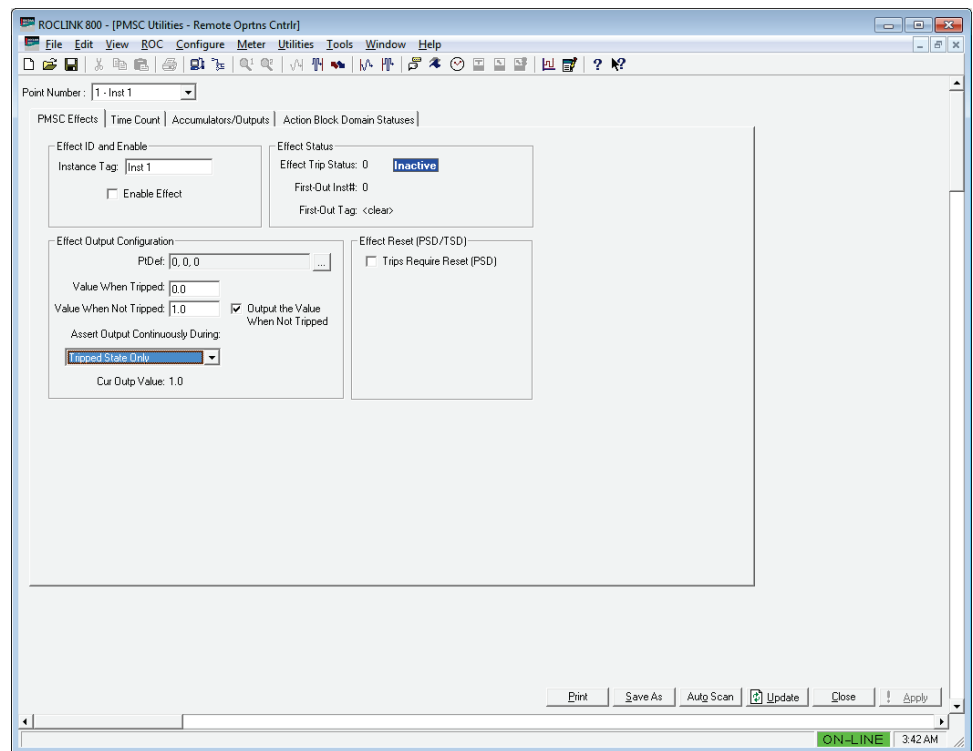 ROCLINK 800 - [PMSC Utilities - Remote Oprtns Cntrlr]
File Edit View ROC Configure Meter Utilities Tools Window Help
Point Number : 1 - Inst 1
PMSC Effects Time Count Accumulators/Outputs Action Block Domain Statuses
Effect ID and Enable
Instance Tag: Inst 1
Enable Effect
Effect Status
Effect Trip Status: 0 Inactive
First-Out Inst#: 0
First-Out Tag: <clear>
Effect Output Configuration
PtDef: 0, 0, 0 ...
Value When Tripped: 0.0
Value When Not Tripped: 1.0
Output the Value
When Not Tripped
Assert Output Continuously During:
Tripped State Only
Cur Outp Value: 1.0
Effect Reset (PSD/TSD)
Trips Require Reset (PSD)
Print Save As Auto Scan Update Close ! Apply
ON-LINE 3:42 AM